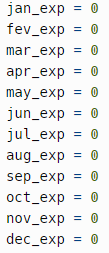 jan_exp = 0
fev_exp = 0
mar_exp = 0
apr_exp = 0
may_exp = 0
jun_exp = 0
jul_exp = 0
aug_exp = 0
sep_exp = 0
oct_exp = 0
nov_exp = 0
dec_exp = 0